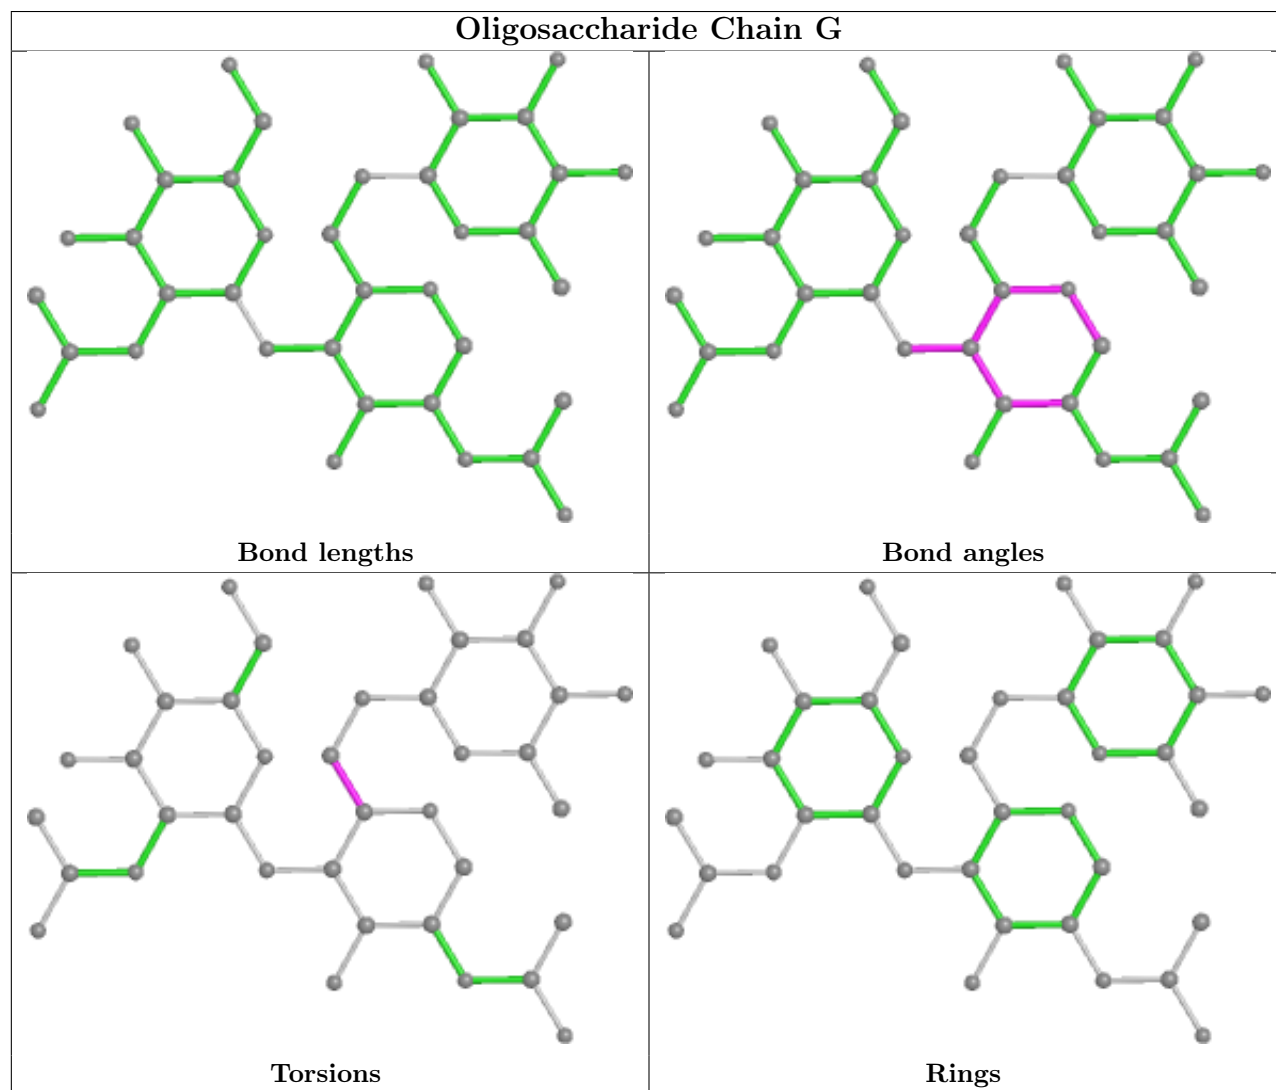 Oligosaccharide Chain G
Bond lengths
Bond angles
Torsions
Rings